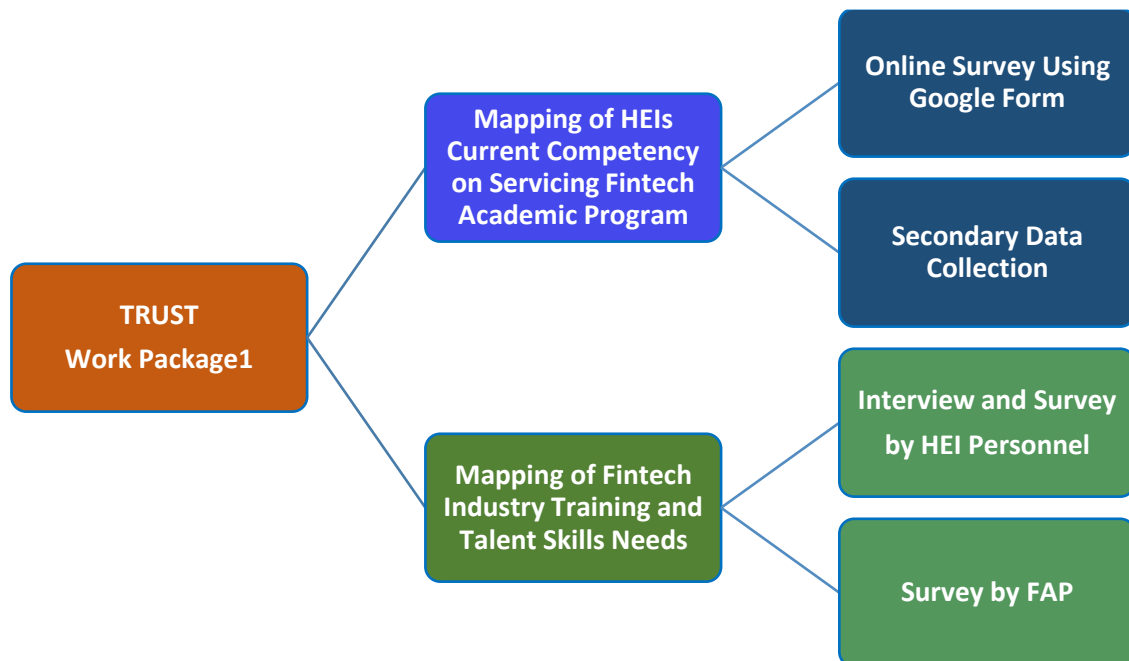 TRUST
Work Package1
Mapping of HEIs
Current Competency
on Servicing Fintech
Academic Program
Online Survey Using
Google Form
Secondary Data
Collection
Mapping of Fintech
Industry Training and
Talent Skills Needs
Interview and Survey
by HEI Personnel
Survey by FAP